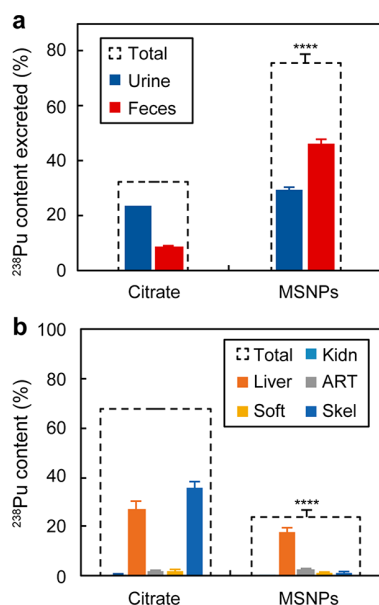 a
80
60
40
20
0
²³⁸Pu content excreted (%)
Total
Urine
Feces
****
Citrate
MSNPs
b
100
80
60
40
20
0
²³⁸Pu content (%)
Total Kidn
Liver ART
Soft Skel
****
Citrate
MSNPs